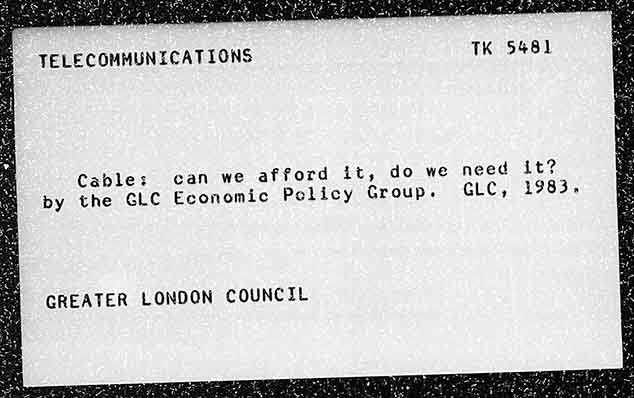 TELECOMMUNICATIONS TK 5481
Cable: can we afford it, do we need it?
by the GLC Economic Policy Group. GLC, 1983.
GREATER LONDON COUNCIL